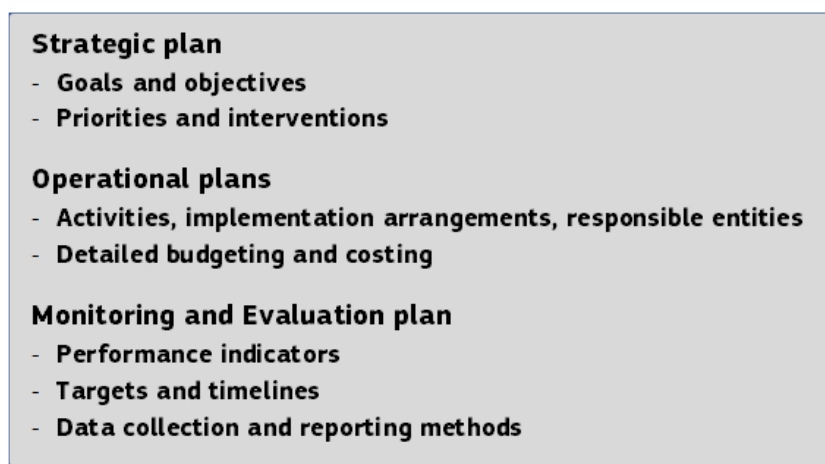 Strategic plan
- Goals and objectives
- Priorities and interventions
Operational plans
- Activities, implementation arrangements, responsible entities
- Detailed budgeting and costing
Monitoring and Evaluation plan
- Performance indicators
- Targets and timelines
- Data collection and reporting methods